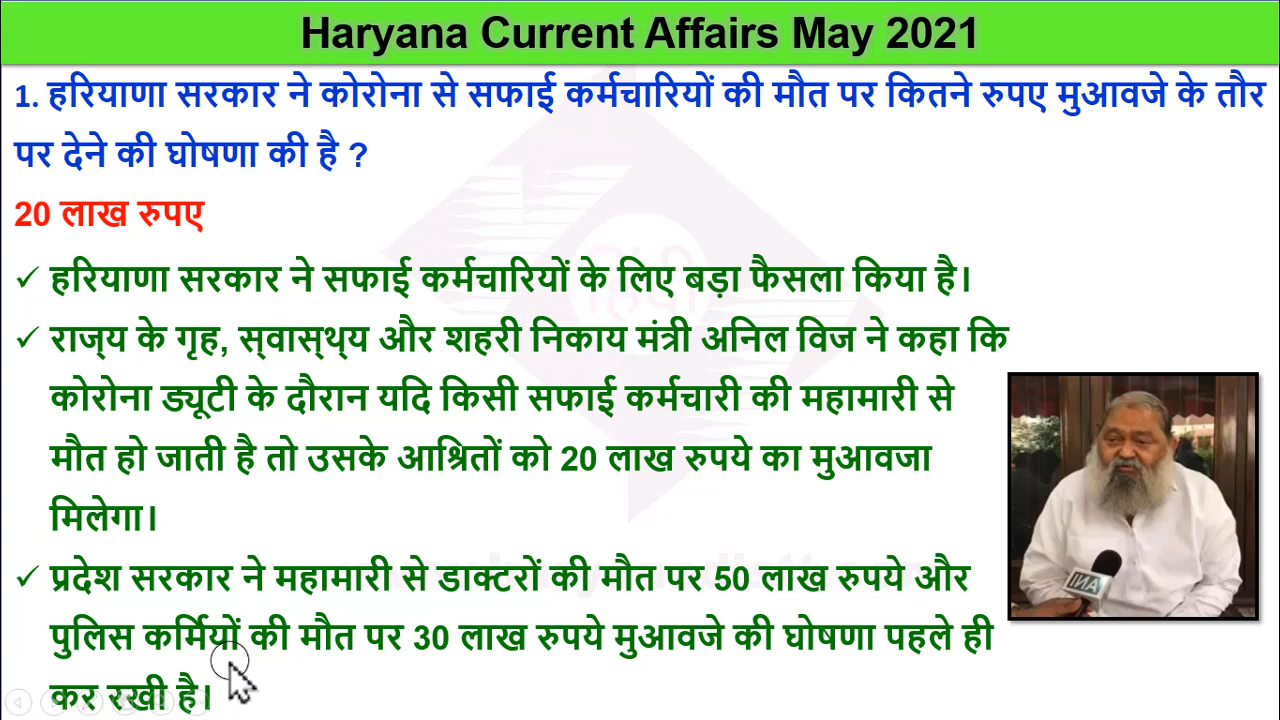 Haryana Current Affairs May 2021
1. हरियाणा सरकार ने कोरोना से सफाई कर्मचारियों की मौत पर कितने रुपए मुआवजे के तौर
पर देने की घोषणा की है ?
20 लाख रुपए
✓ हरियाणा सरकार ने सफाई कर्मचारियों के लिए बड़ा फैसला किया है।
✓ राज्य के गृह, स्वास्थ्य और शहरी निकाय मंत्री अनिल विज ने कहा कि
कोरोना ड्यूटी के दौरान यदि किसी सफाई कर्मचारी की महामारी से
मौत हो जाती है तो उसके आश्रितों को 20 लाख रुपये का मुआवजा
मिलेगा।
✓ प्रदेश सरकार ने महामारी से डाक्टरों की मौत पर 50 लाख रुपये और
पुलिस कर्मियों की मौत पर 30 लाख रुपये मुआवजे की घोषणा पहले ही
कर रखी है।
ANI